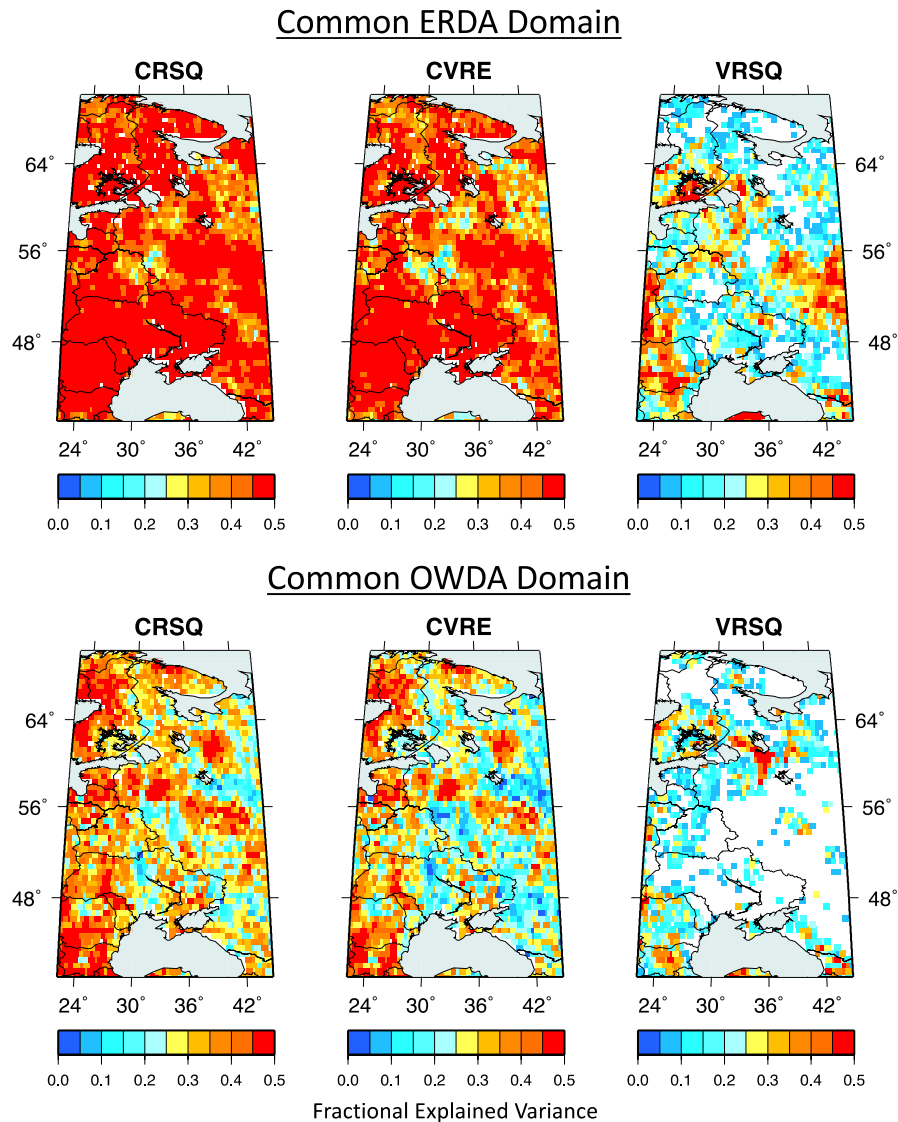 Common ERDA Domain
CRSQ CVRE VRSQ
64° 64°
56° 56°
48° 48°
24° 30° 36° 42° 24° 30° 36° 42° 24° 30° 36° 42°
0.0 0.1 0.2 0.3 0.4 0.5 0.0 0.1 0.2 0.3 0.4 0.5 0.0 0.1 0.2 0.3 0.4 0.5
Common OWDA Domain
CRSQ CVRE VRSQ
64° 64°
56° 56°
48° 48°
24° 30° 36° 42° 24° 30° 36° 42° 24° 30° 36° 42°
0.0 0.1 0.2 0.3 0.4 0.5 0.0 0.1 0.2 0.3 0.4 0.5 0.0 0.1 0.2 0.3 0.4 0.5
Fractional Explained Variance